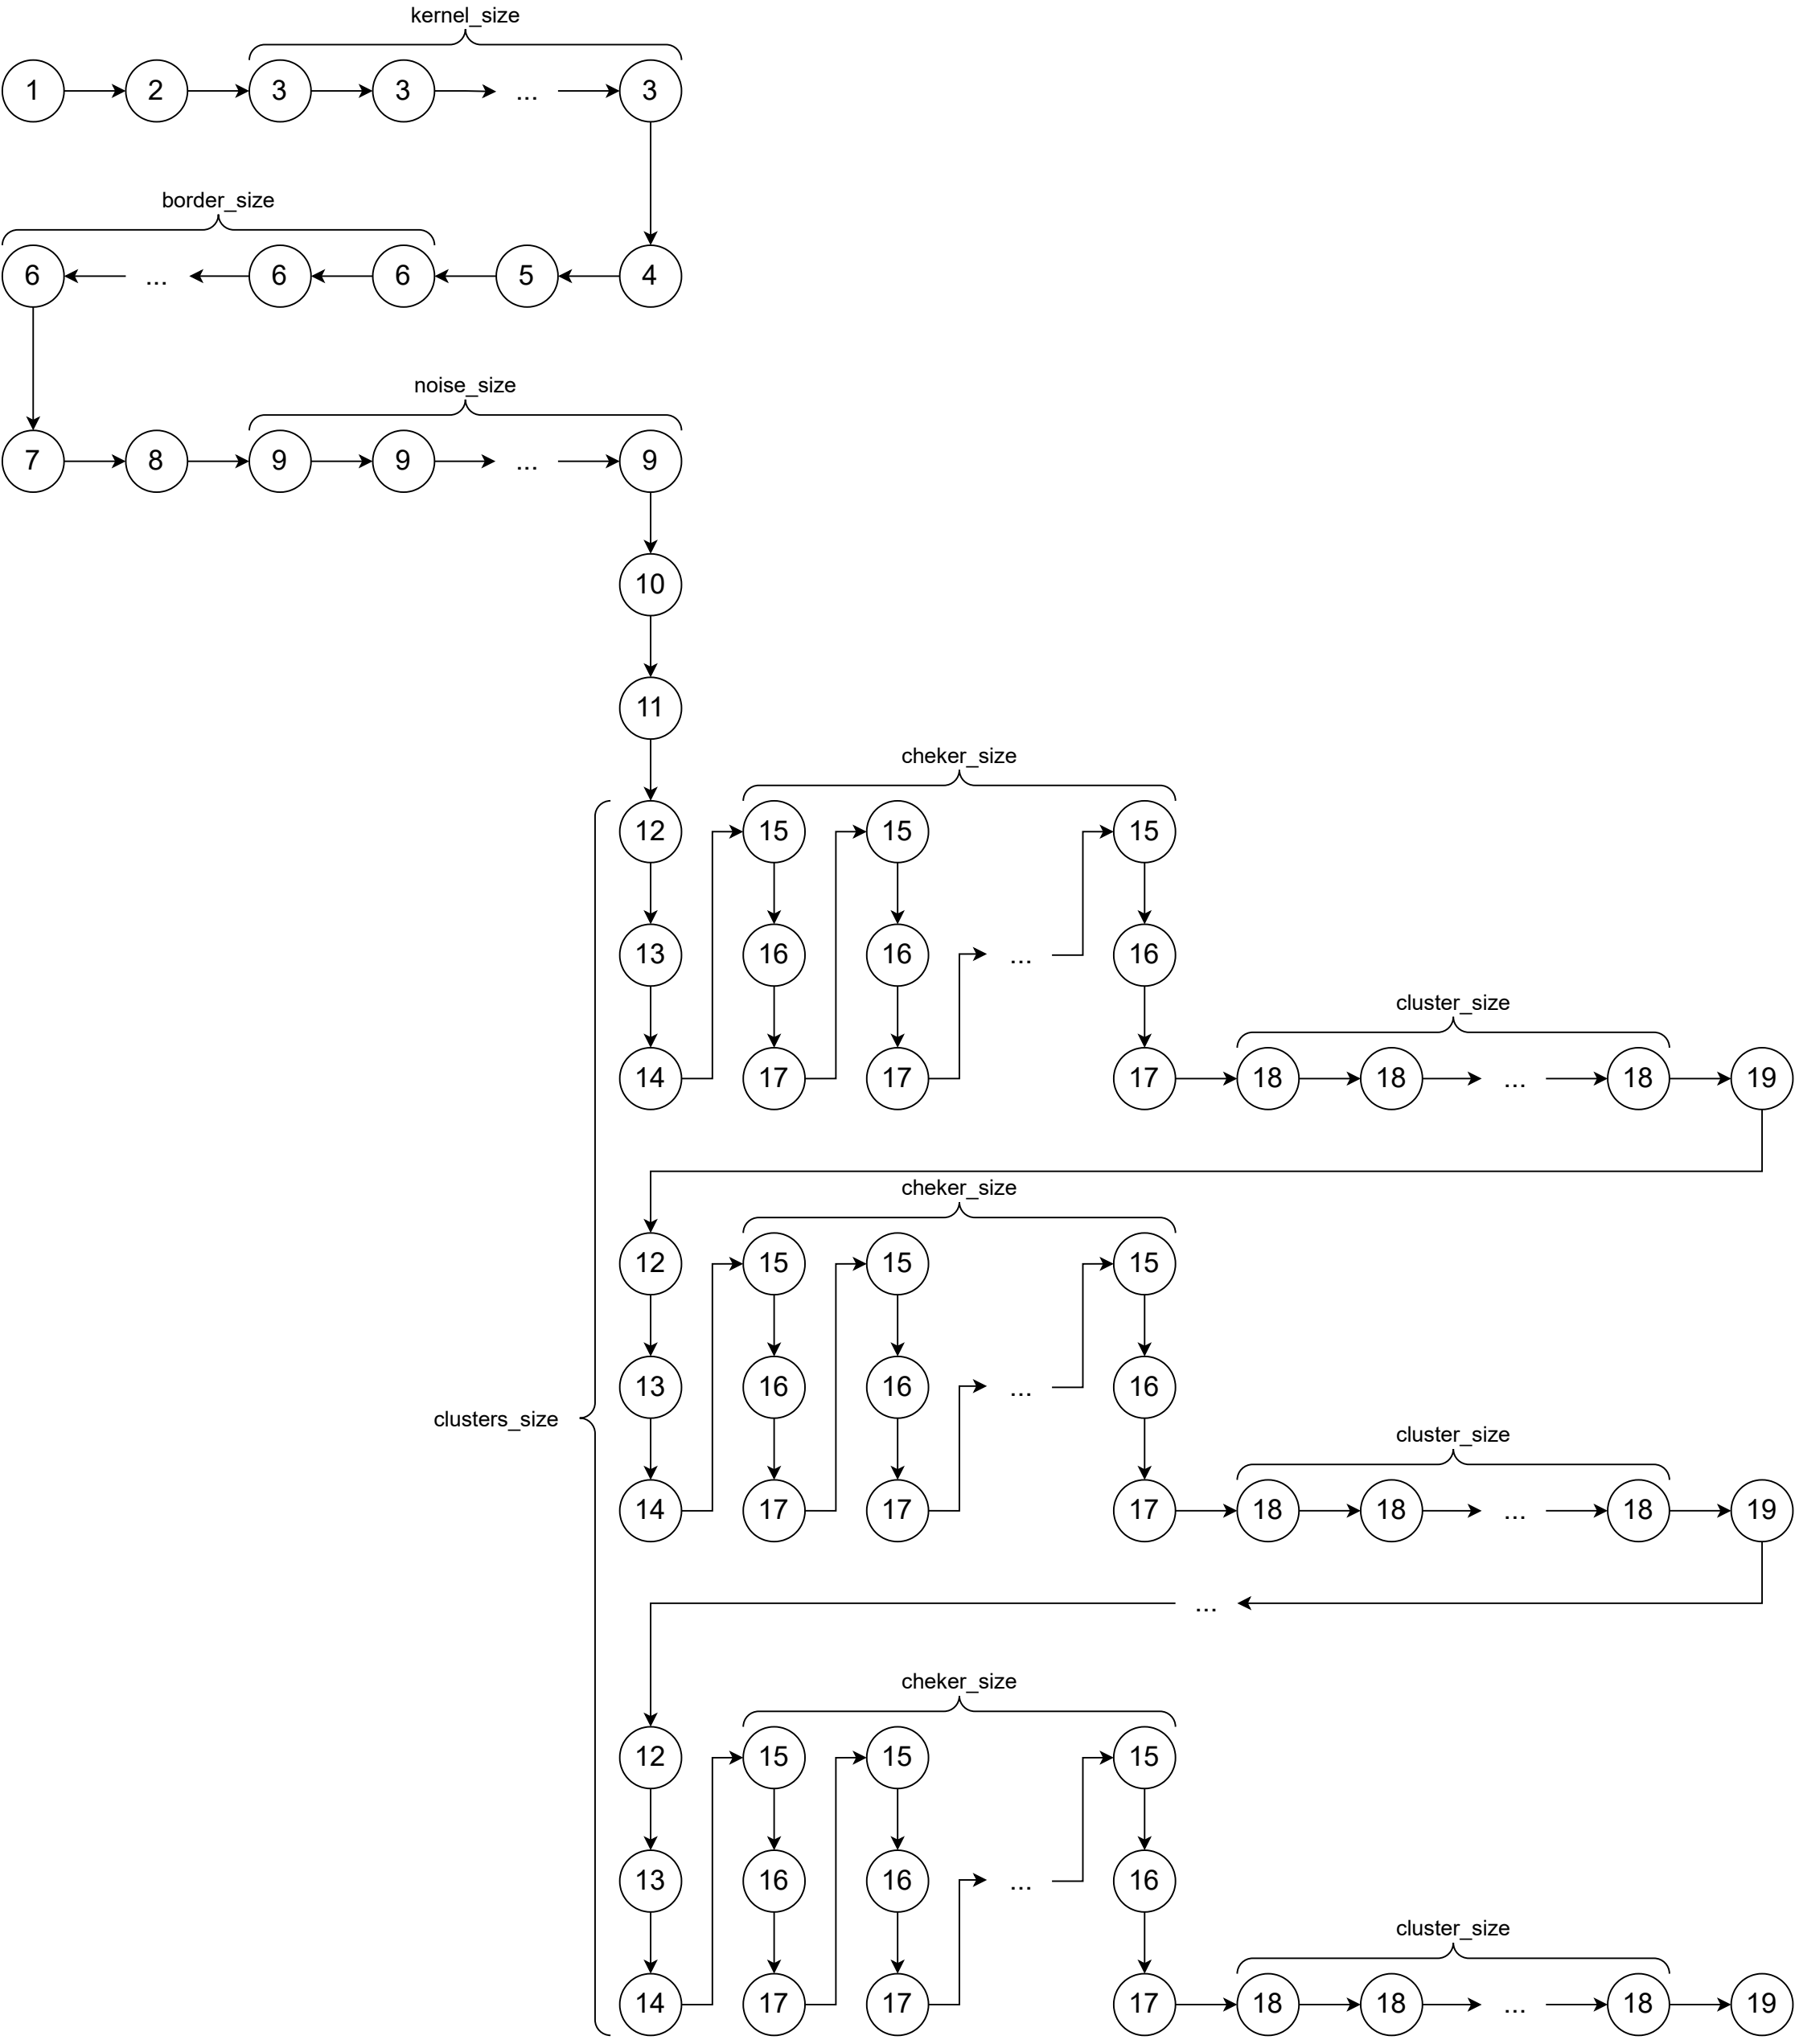 kernel_size
1 2 3 3 ... 3
border_size
6 ... 6 6 5 4
noise_size
7 8 9 9 ... 9
10
11
cheker_size
12 15 15 15
13 16 16 ... 16
cluster_size
14 17 17 17 18 18 ... 18 19
cheker_size
12 15 15 15
13 16 16 ... 16
clusters_size
cluster_size
14 17 17 17 18 18 ... 18 19
...
cheker_size
12 15 15 15
13 16 16 ... 16
cluster_size
14 17 17 17 18 18 ... 18 19